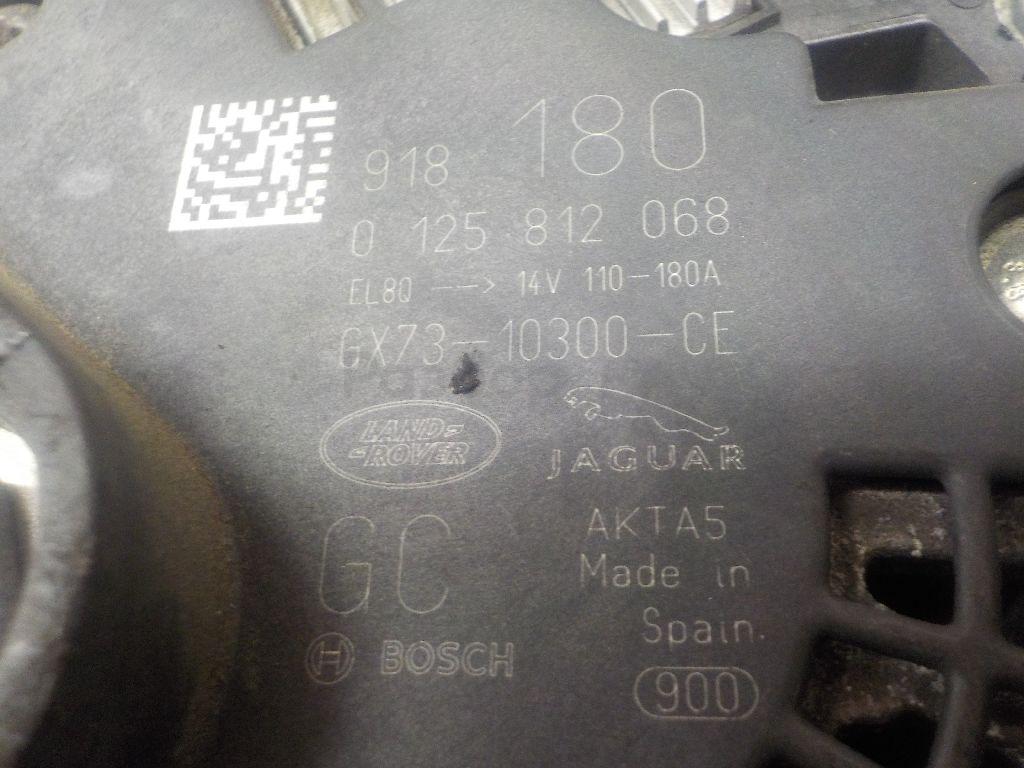 918 180
0 125 812 068
EL8Q --> 14V 110-180A
GX73-10300-CE
LAND-
-ROVER
JAGUAR
GC
AKTA5
Made in
Spain.
BOSCH
900